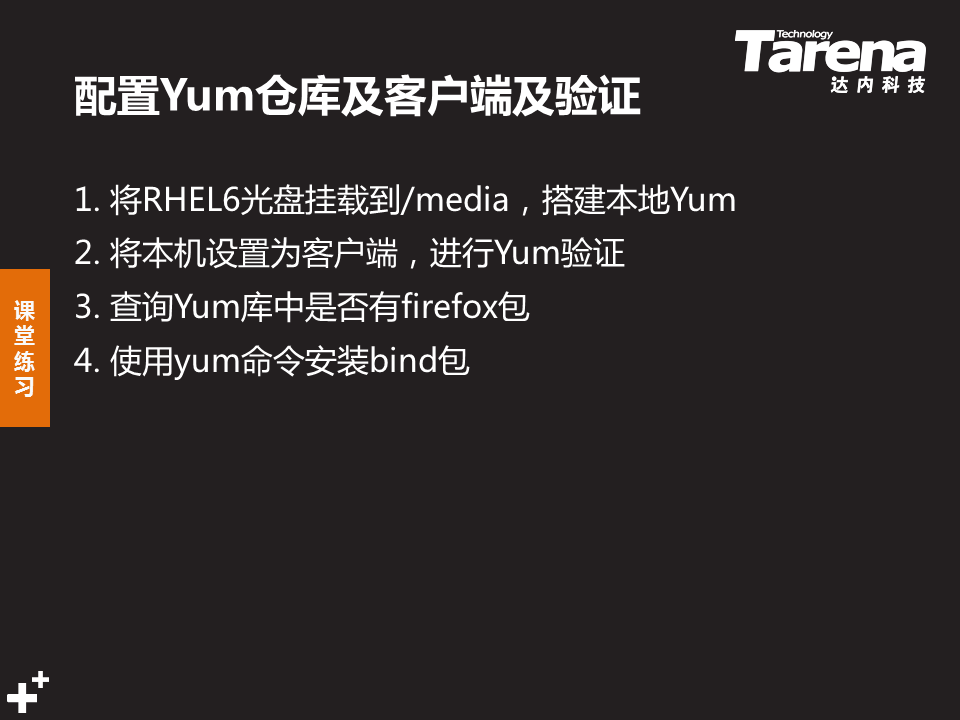 Technology
Tarena
达内科技
配置Yum仓库及客户端及验证
1. 将RHEL6光盘挂载到/media，搭建本地Yum
2. 将本机设置为客户端，进行Yum验证
3. 查询Yum库中是否有firefox包
4. 使用yum命令安装bind包
课堂练习